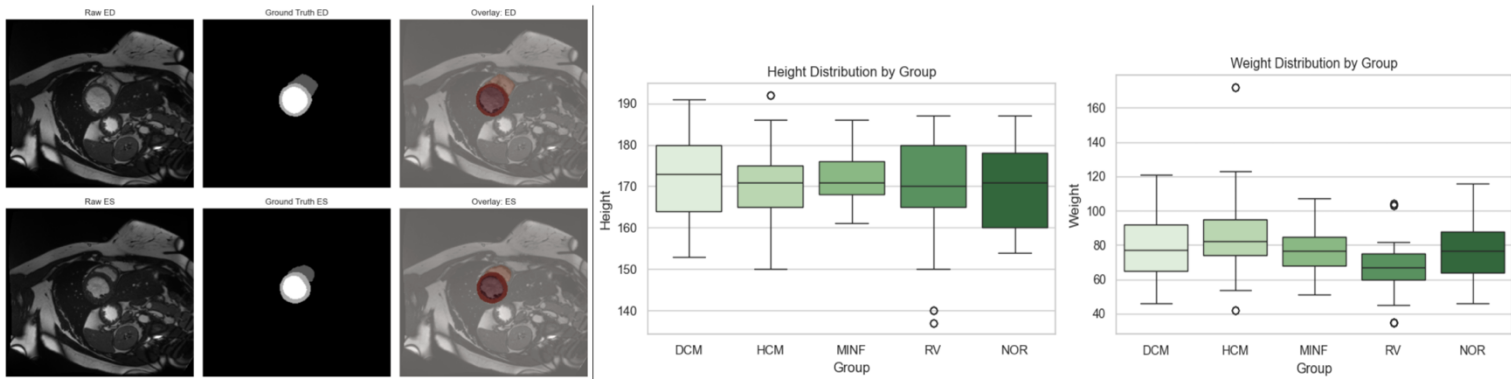 Raw ED
Ground Truth ED
Overlay: ED
Raw ES
Ground Truth ES
Overlay: ES
Height Distribution by Group
Height
190
180
170
160
150
140
DCM
HCM
MINF
RV
NOR
Group
Weight Distribution by Group
Weight
160
140
120
100
80
60
40
DCM
HCM
MINF
RV
NOR
Group